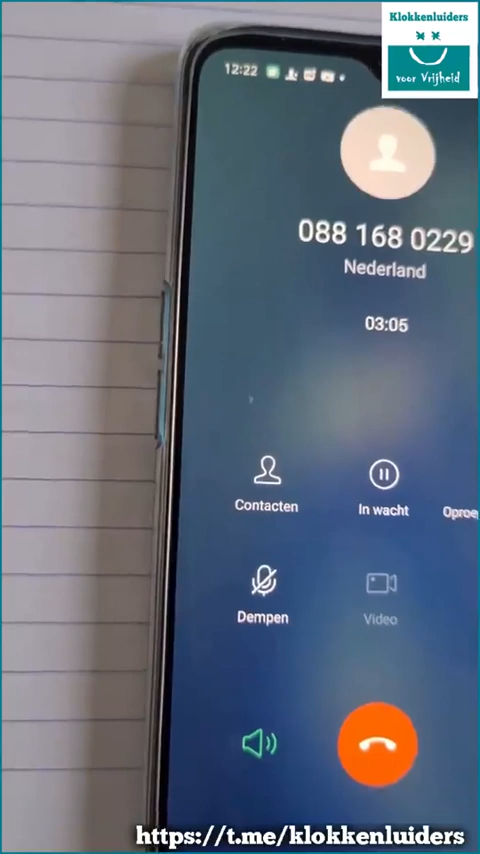 Klokkenluiders
voor Vrijheid
12:22
088 168 0229
Nederland
03:05
Contacten
In wacht
Dempen
Video
https://t.me/klokkenluiders